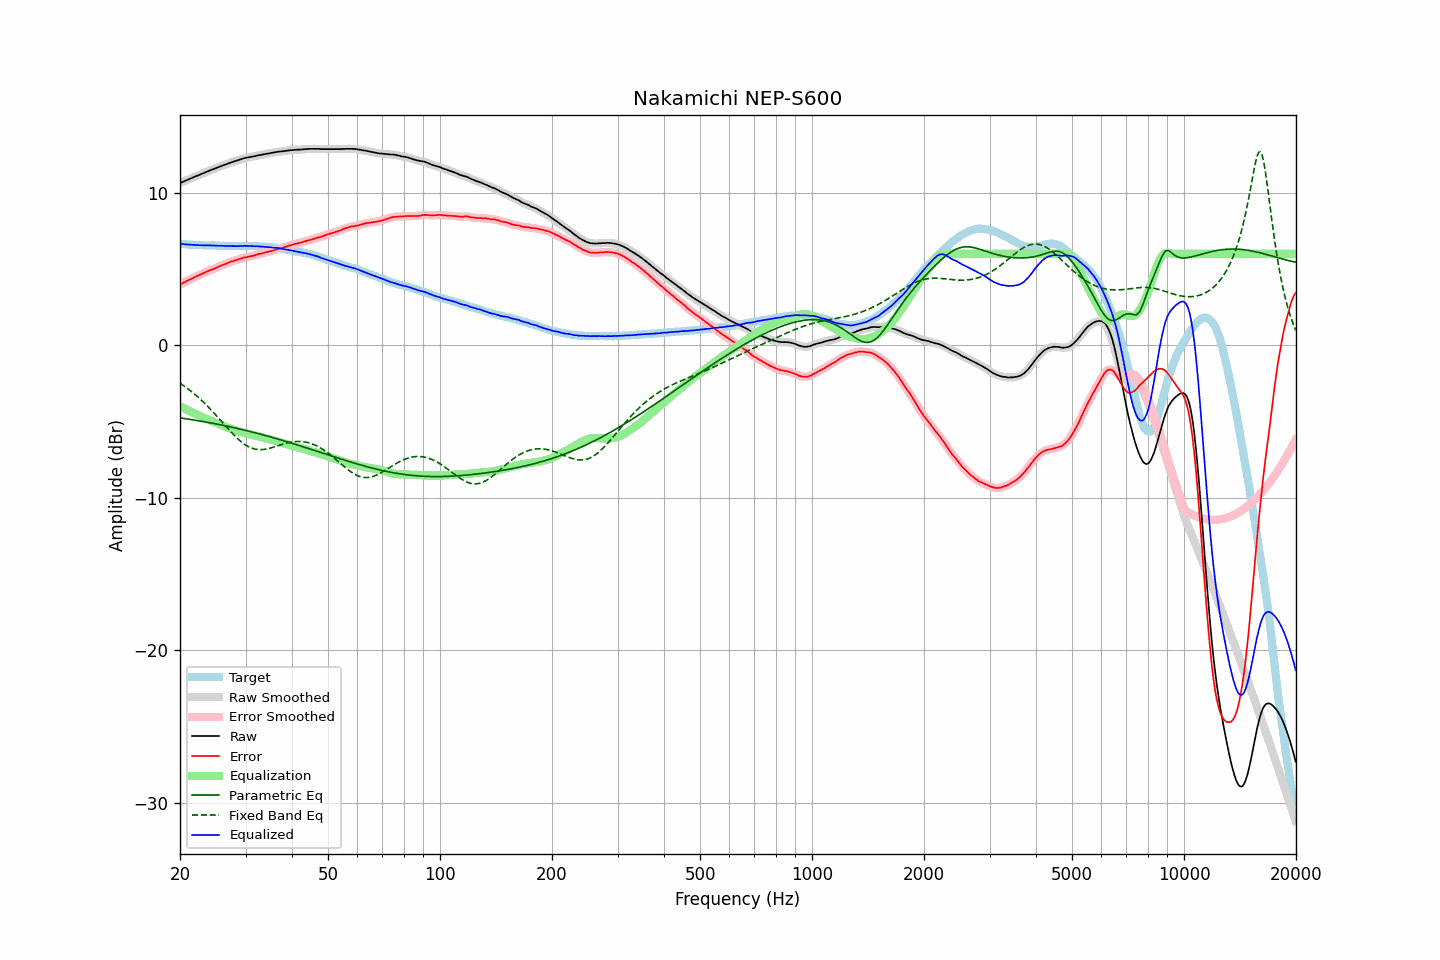 Nakamichi NEP-S600
Amplitude (dBr)
10
0
−10
−20
−30
Target
Raw Smoothed
Error Smoothed
Raw
Error
Equalization
Parametric Eq
Fixed Band Eq
Equalized
20 50 100 200 500 1000 2000 5000 10000 20000
Frequency (Hz)